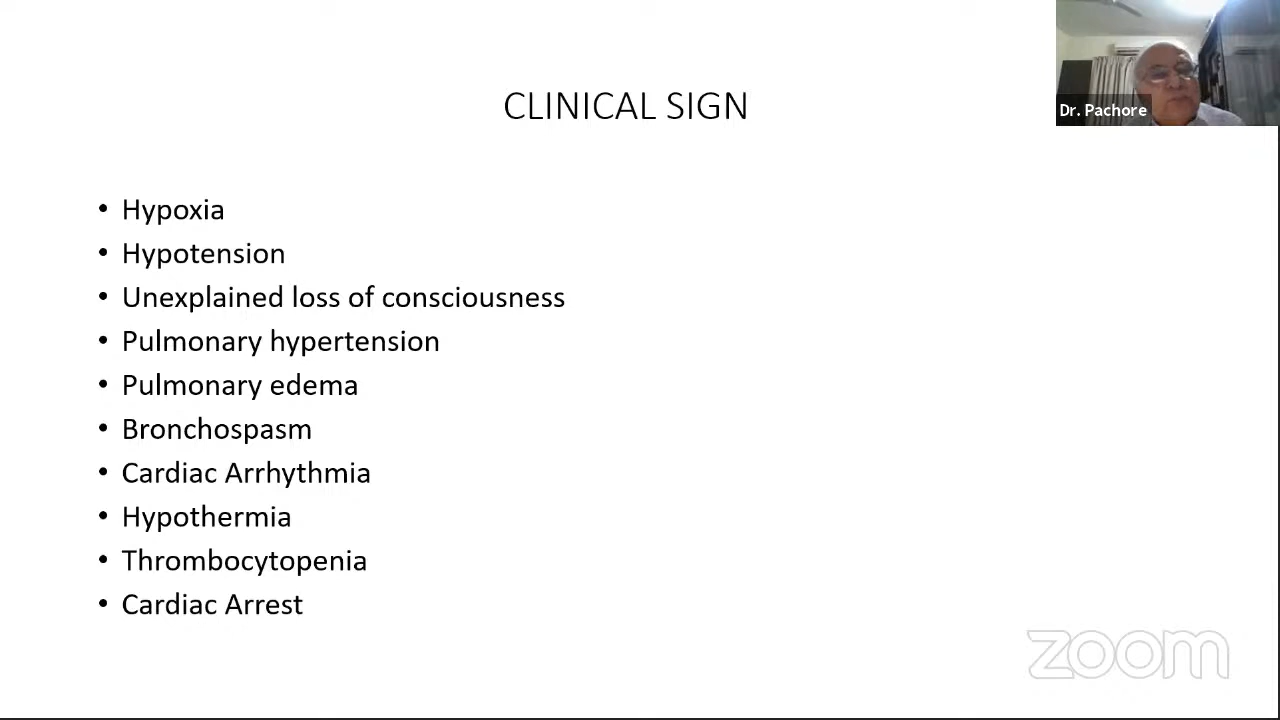 CLINICAL SIGN
Dr. Pachore
• Hypoxia
• Hypotension
• Unexplained loss of consciousness
• Pulmonary hypertension
• Pulmonary edema
• Bronchospasm
• Cardiac Arrhythmia
• Hypothermia
• Thrombocytopenia
• Cardiac Arrest
zoom